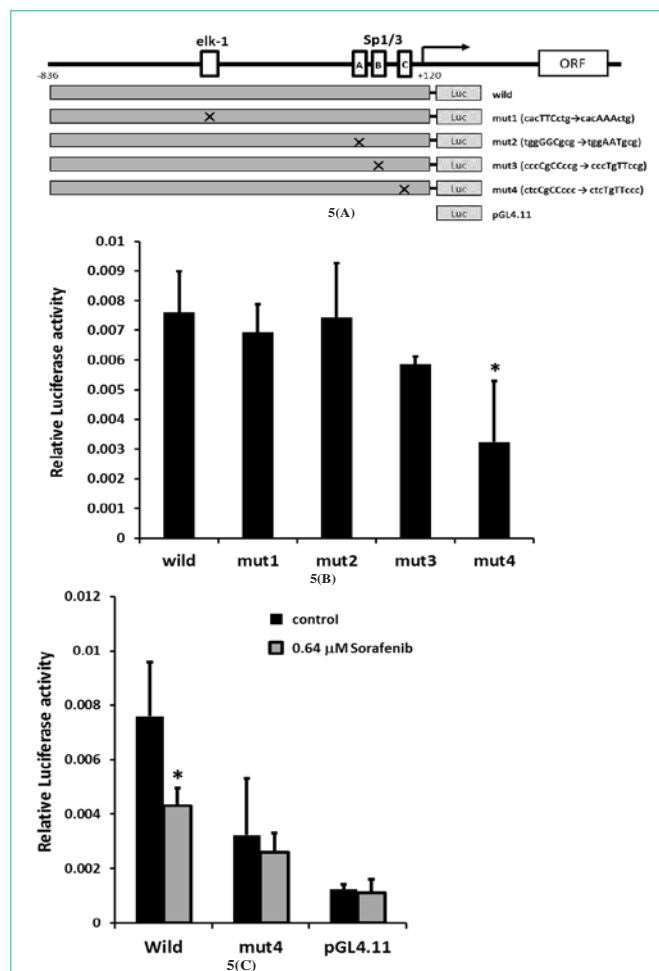 elk-1 Sp1/3
A B C ORF
-836 +120
Luc wild
Luc mut1 (cacTTCctg→cacAAActg)
Luc mut2 (tggGGCgcg→tggAATgcg)
Luc mut3 (cccCgCCccg→cccTgTTccg)
Luc mut4 (ctcCgCCccc→ctcTgTTccc)
5(A)
Luc pGL4.11
Relative Luciferase activity
0.01
0.009
0.008
0.007
0.006
0.005
0.004
0.003
0.002
0.001
0
*
wild mut1 mut2 mut3 mut4
5(B)
Relative Luciferase activity
0.012
0.01
0.008
0.006
0.004
0.002
0
control
0.64 μM Sorafenib
*
Wild mut4 pGL4.11
5(C)